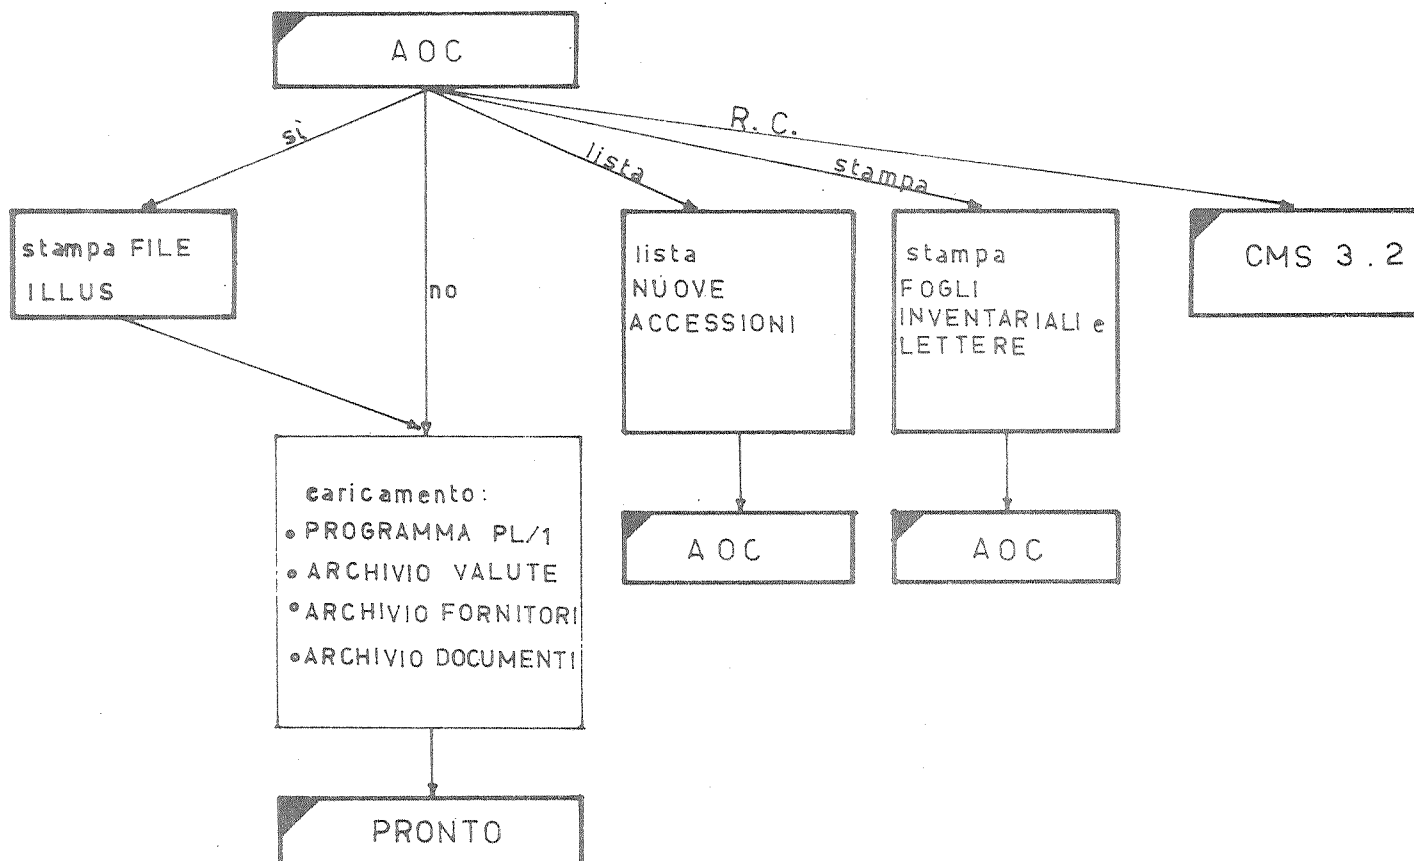 AOC
sì
no
lista
stampa
R. C.
stampa FILE
ILLUS
lista
NUOVE
ACCESSIONI
stampa
FOGLI
INVENTARIALI e
LETTERE
CMS 3.2
caricamento:
• PROGRAMMA PL/1
• ARCHIVIO VALUTE
• ARCHIVIO FORNITORI
• ARCHIVIO DOCUMENTI
AOC
AOC
PRONTO